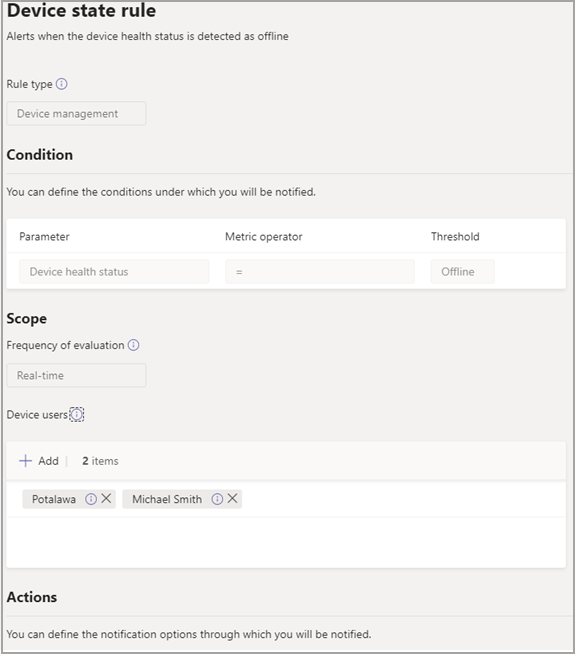 Device state rule
Alerts when the device health status is detected as offline
Rule type
Device management
Condition
You can define the conditions under which you will be notified.
Parameter Metric operator Threshold
Device health status = Offline
Scope
Frequency of evaluation
Real-time
Device users
+ Add | 2 items
Potalawa Michael Smith
Actions
You can define the notification options through which you will be notified.